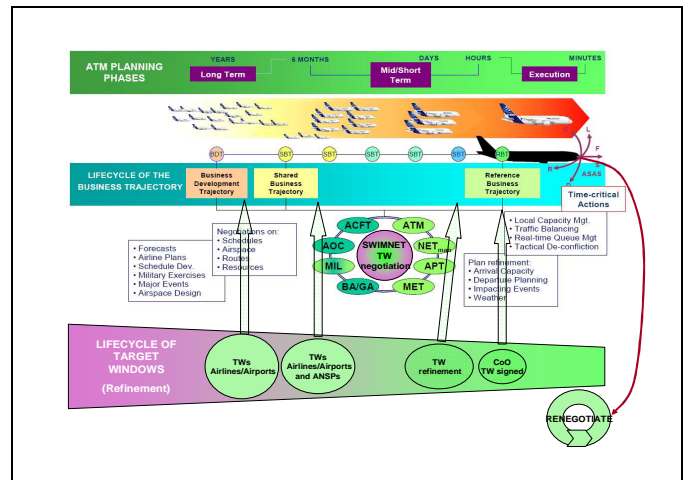 ATM PLANNING
PHASES
YEARS
6 MONTHS
DAYS
HOURS
MINUTES
Long Term
Mid/Short
Term
Execution
BDT
SBT
SBT
SBT
SBT
SBT
RBT
L
F
S
R
ASAS
LIFECYCLE OF THE
BUSINESS TRAJECTORY
Business
Development
Trajectory
Shared
Business
Trajectory
Reference
Business
Trajectory
Time-critical
Actions
• Forecasts
• Airline Plans
• Schedule Dev.
• Military Exercises
• Major Events
• Airspace Design
Negotiations on:
• Schedules
• Airspace
• Routes
• Resources
ACFT
ATM
AOC
NET man
MIL
APT
BA/GA
MET
SWIMNET
TW
negotiation
• Local Capacity Mgt.
• Traffic Balancing
• Real-time Queue Mgt
• Tactical De-confliction
Plan refinement:
• Arrival Capacity
• Departure Planning
• Impacting Events
• Weather
LIFECYCLE OF
TARGET
WINDOWS
(Refinement)
TWs
Airlines/Airports
TWs
Airlines/Airports
and ANSPs
TW
refinement
CoO
TW signed
RENEGOTIATE